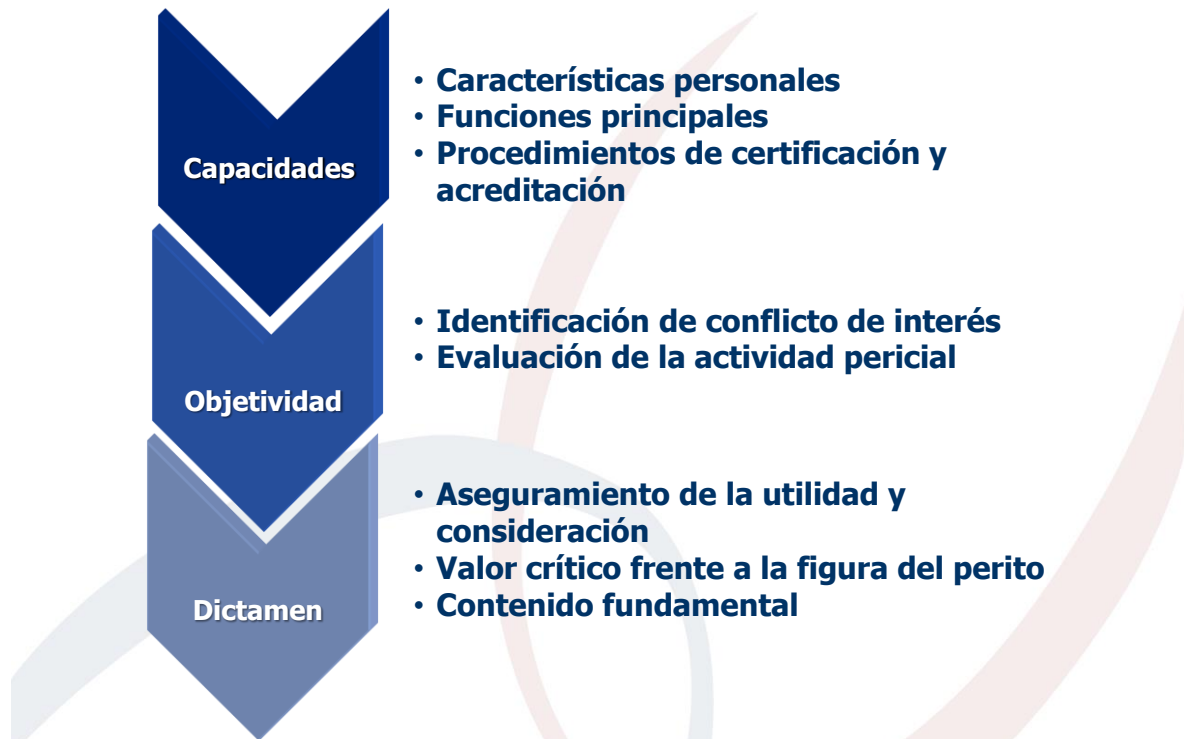 Capacidades
• Características personales
• Funciones principales
• Procedimientos de certificación y
acreditación
Objetividad
• Identificación de conflicto de interés
• Evaluación de la actividad pericial
Dictamen
• Aseguramiento de la utilidad y
consideración
• Valor crítico frente a la figura del perito
• Contenido fundamental